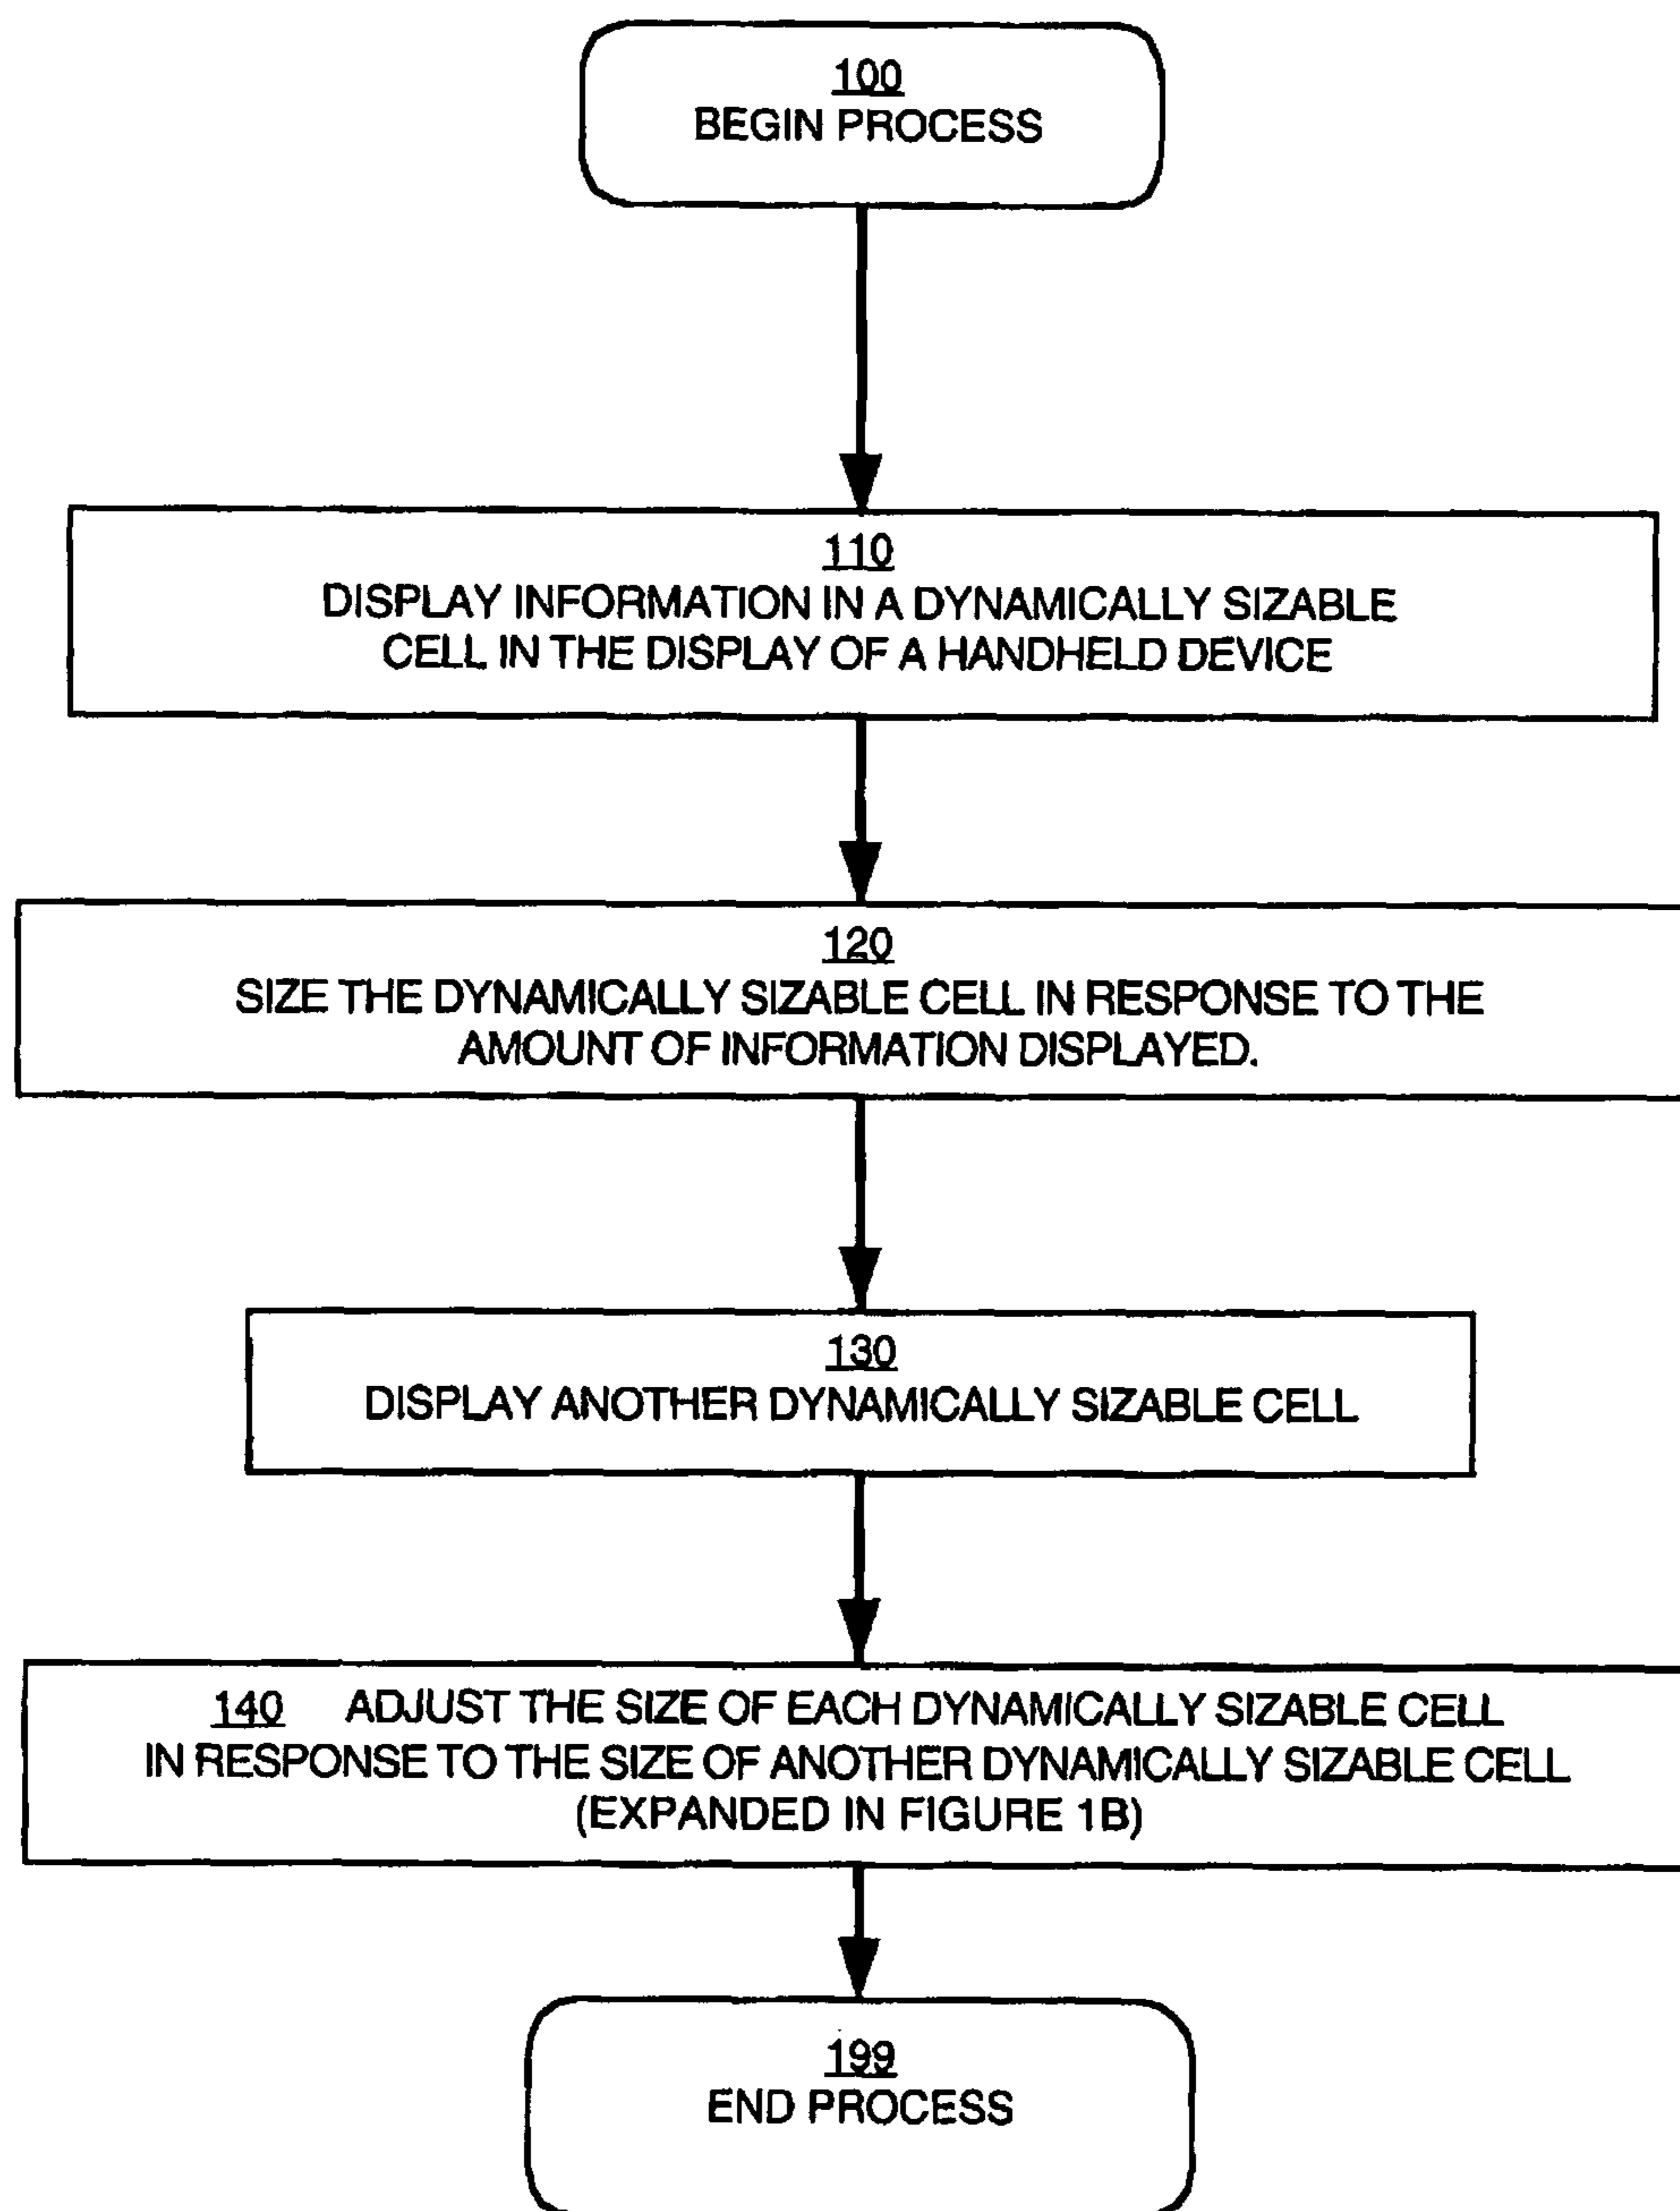 100
BEGIN PROCESS
110
DISPLAY INFORMATION IN A DYNAMICALLY SIZABLE
CELL IN THE DISPLAY OF A HANDHELD DEVICE
120
SIZE THE DYNAMICALLY SIZABLE CELL IN RESPONSE TO THE
AMOUNT OF INFORMATION DISPLAYED.
130
DISPLAY ANOTHER DYNAMICALLY SIZABLE CELL
140 ADJUST THE SIZE OF EACH DYNAMICALLY SIZABLE CELL
IN RESPONSE TO THE SIZE OF ANOTHER DYNAMICALLY SIZABLE CELL
(EXPANDED IN FIGURE 1B)
199
END PROCESS